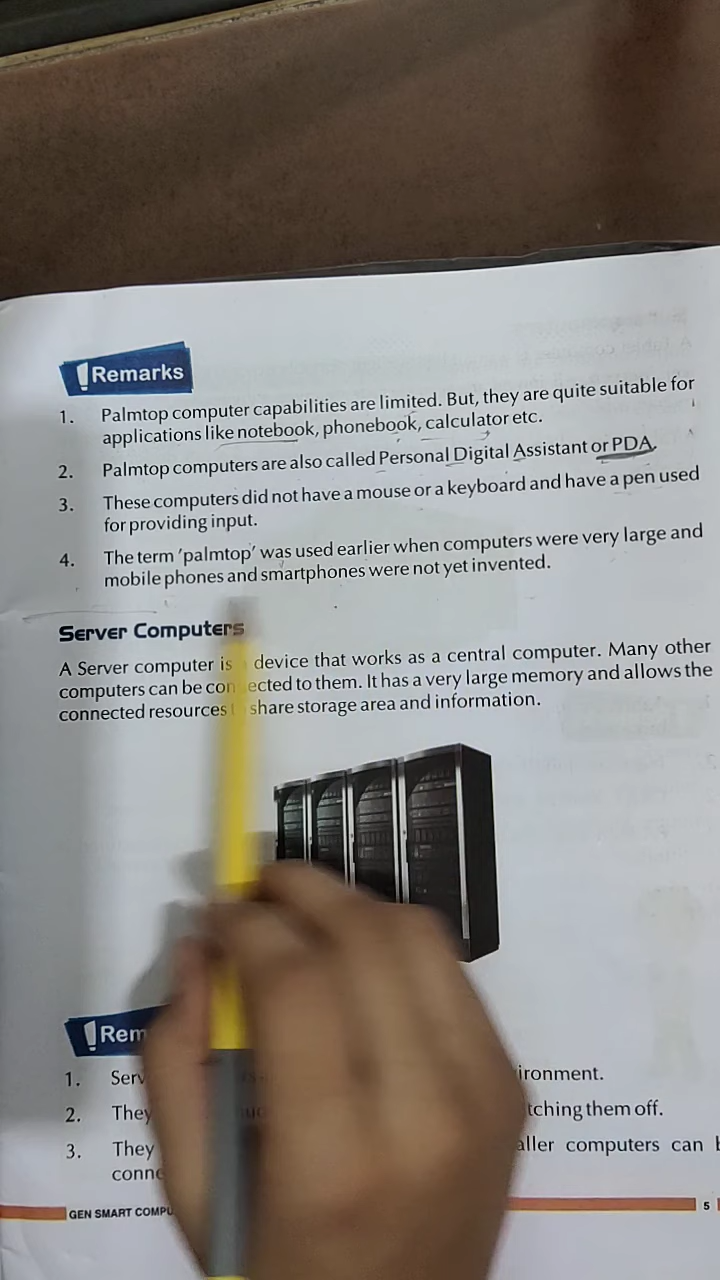 Remarks
1. Palmtop computer capabilities are limited. But, they are quite suitable for
applications like notebook, phonebook, calculator etc.
2. Palmtop computers are also called Personal Digital Assistant or PDA.
3. These computers did not have a mouse or a keyboard and have a pen used
for providing input.
4. The term 'palmtop' was used earlier when computers were very large and
mobile phones and smartphones were not yet invented.
Server Computers
A Server computer is a device that works as a central computer. Many other
computers can be connected to them. It has a very large memory and allows the
connected resources to share storage area and information.
Rem
1. Serv ironment.
2. They tching them off.
3. They aller computers can b
conne
GEN SMART COMPU 5